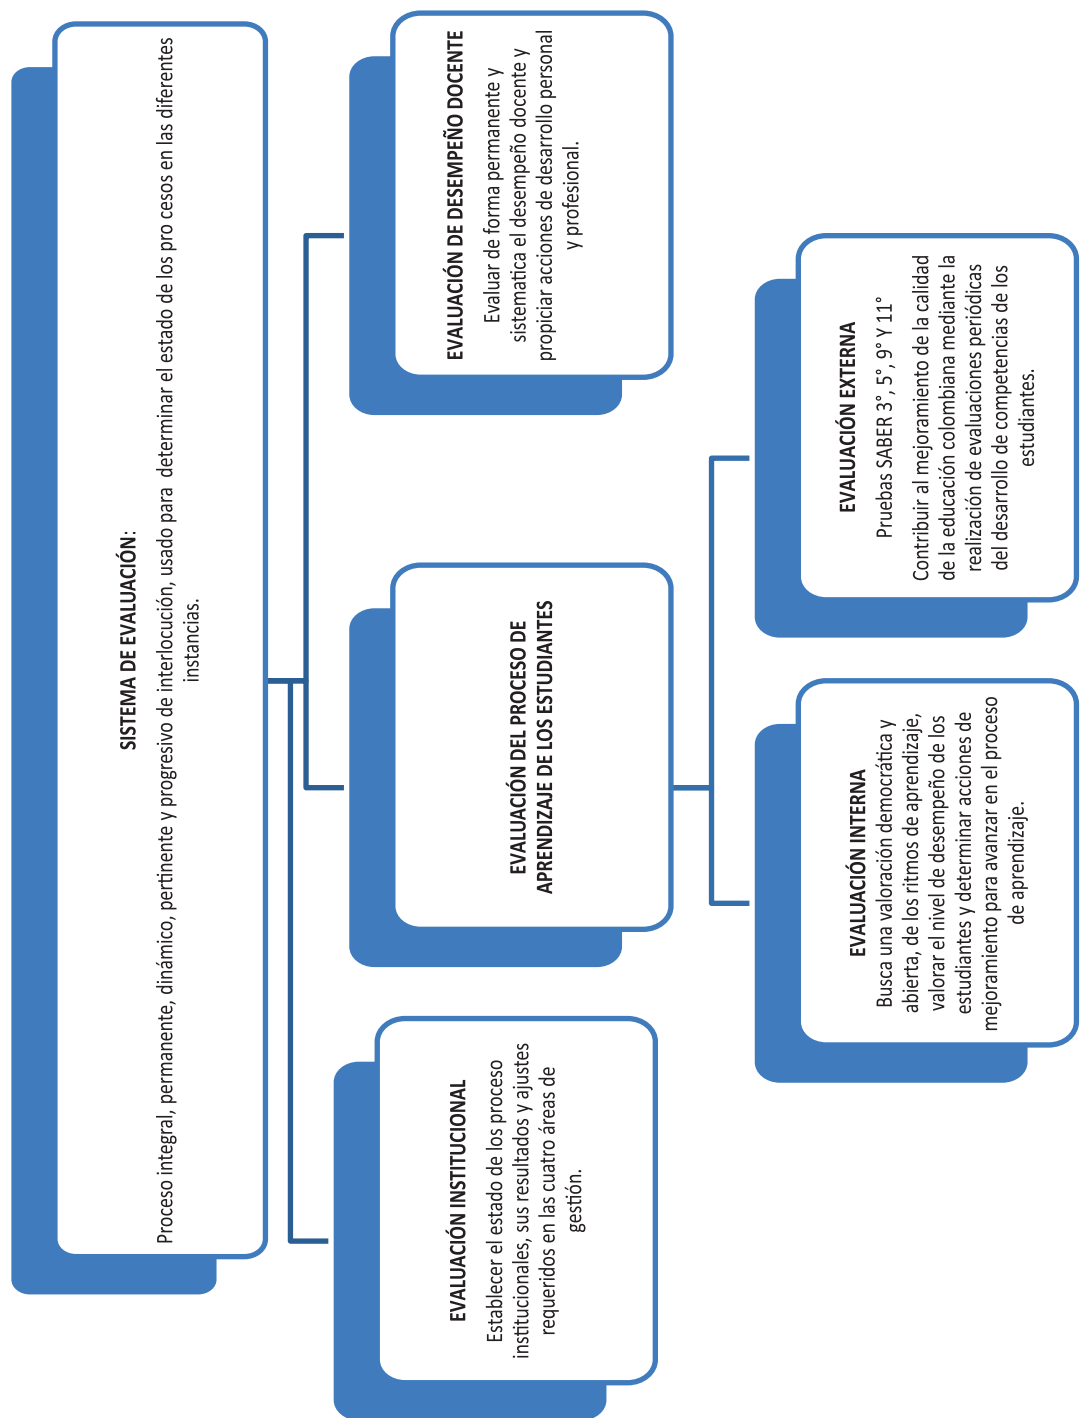 SISTEMA DE EVALUACIÓN:
Proceso integral, permanente, dinámico, pertinente y progresivo de interlocución, usado para determinar el estado de los pro cesos en las diferentes
instancias.
EVALUACIÓN INSTITUCIONAL
Establecer el estado de los proceso
institucionales, sus resultados y ajustes
requeridos en las cuatro áreas de
gestión.
EVALUACIÓN DEL PROCESO DE
APRENDIZAJE DE LOS ESTUDIANTES
EVALUACIÓN DE DESEMPEÑO DOCENTE
Evaluar de forma permanente y
sistematica el desempeño docente y
propiciar acciones de desarrollo personal
y profesional.
EVALUACIÓN INTERNA
Busca una valoración democrática y
abierta, de los ritmos de aprendizaje,
valorar el nivel de desempeño de los
estudiantes y determinar acciones de
mejoramiento para avanzar en el proceso
de aprendizaje.
EVALUACIÓN EXTERNA
Pruebas SABER 3°, 5°, 9° Y 11°
Contribuir al mejoramiento de la calidad
de la educación colombiana mediante la
realización de evaluaciones periódicas
del desarrollo de competencias de los
estudiantes.